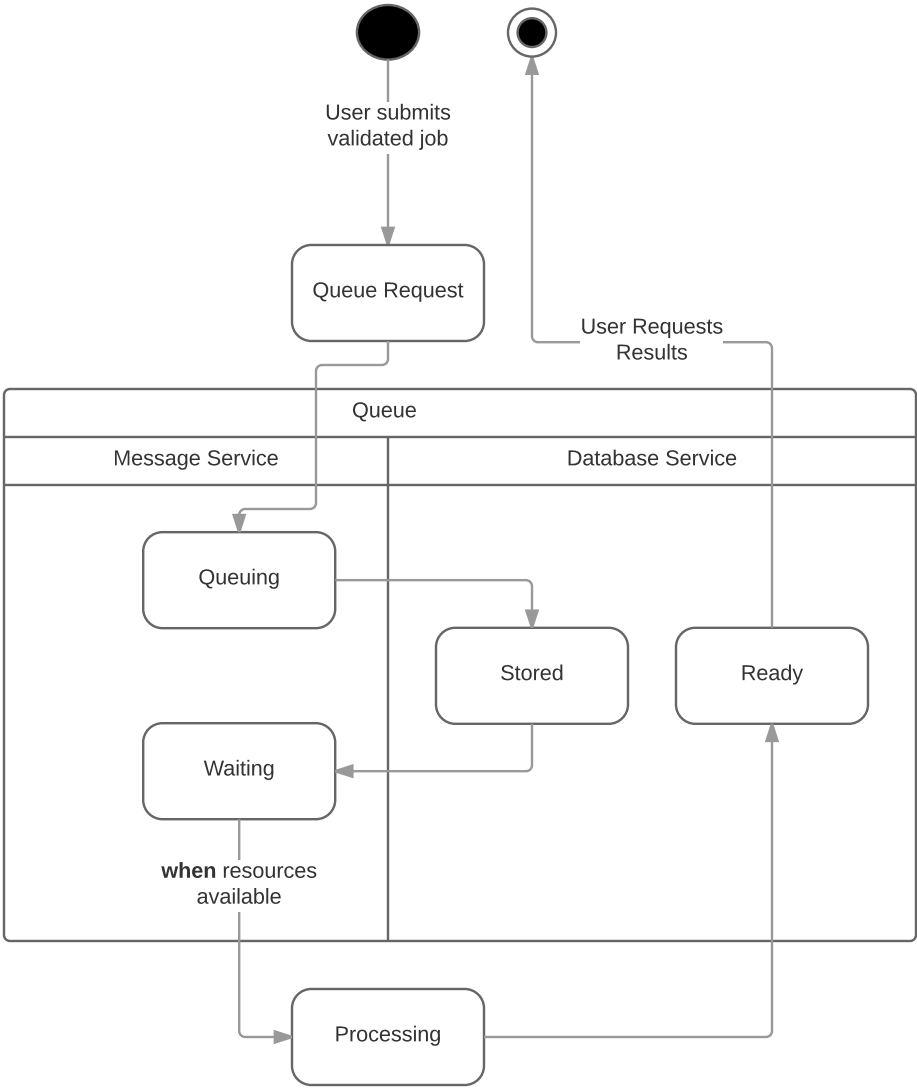 User submits
validated job
Queue Request
User Requests
Results
Queue
Message Service
Database Service
Queuing
Stored
Ready
Waiting
when resources
available
Processing